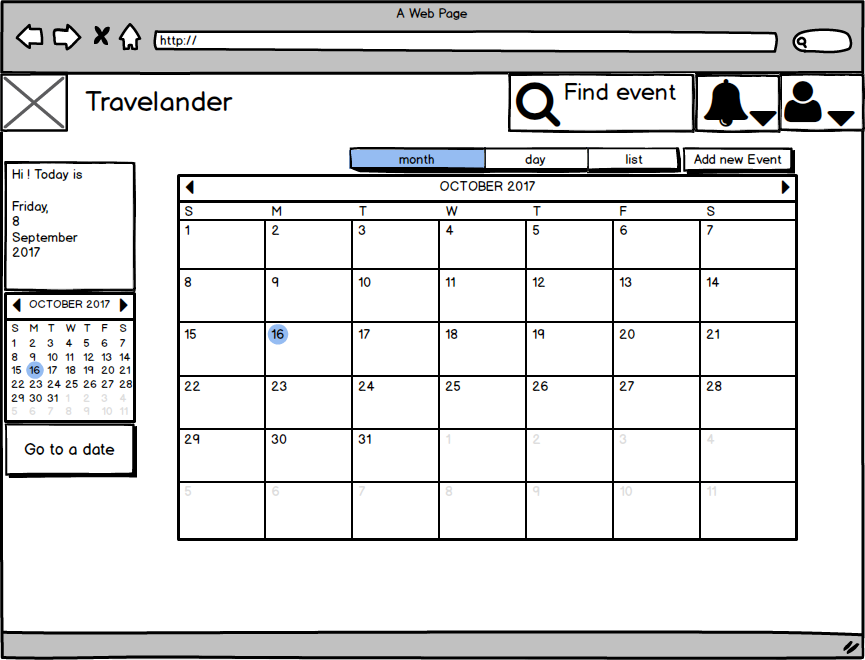 A Web Page
http://
Travelander
Find event
month day list Add new Event
Hi ! Today is
Friday,
8
September
2017
OCTOBER 2017
S M T W T F S
1 2 3 4 5 6 7
8 9 10 11 12 13 14
15 16 17 18 19 20 21
22 23 24 25 26 27 28
29 30 31 1 2 3 4
5 6 7 8 9 10 11
Go to a date
OCTOBER 2017
S M T W T F S
1 2 3 4 5 6 7
8 9 10 11 12 13 14
15 16 17 18 19 20 21
22 23 24 25 26 27 28
29 30 31 1 2 3 4
5 6 7 8 9 10 11